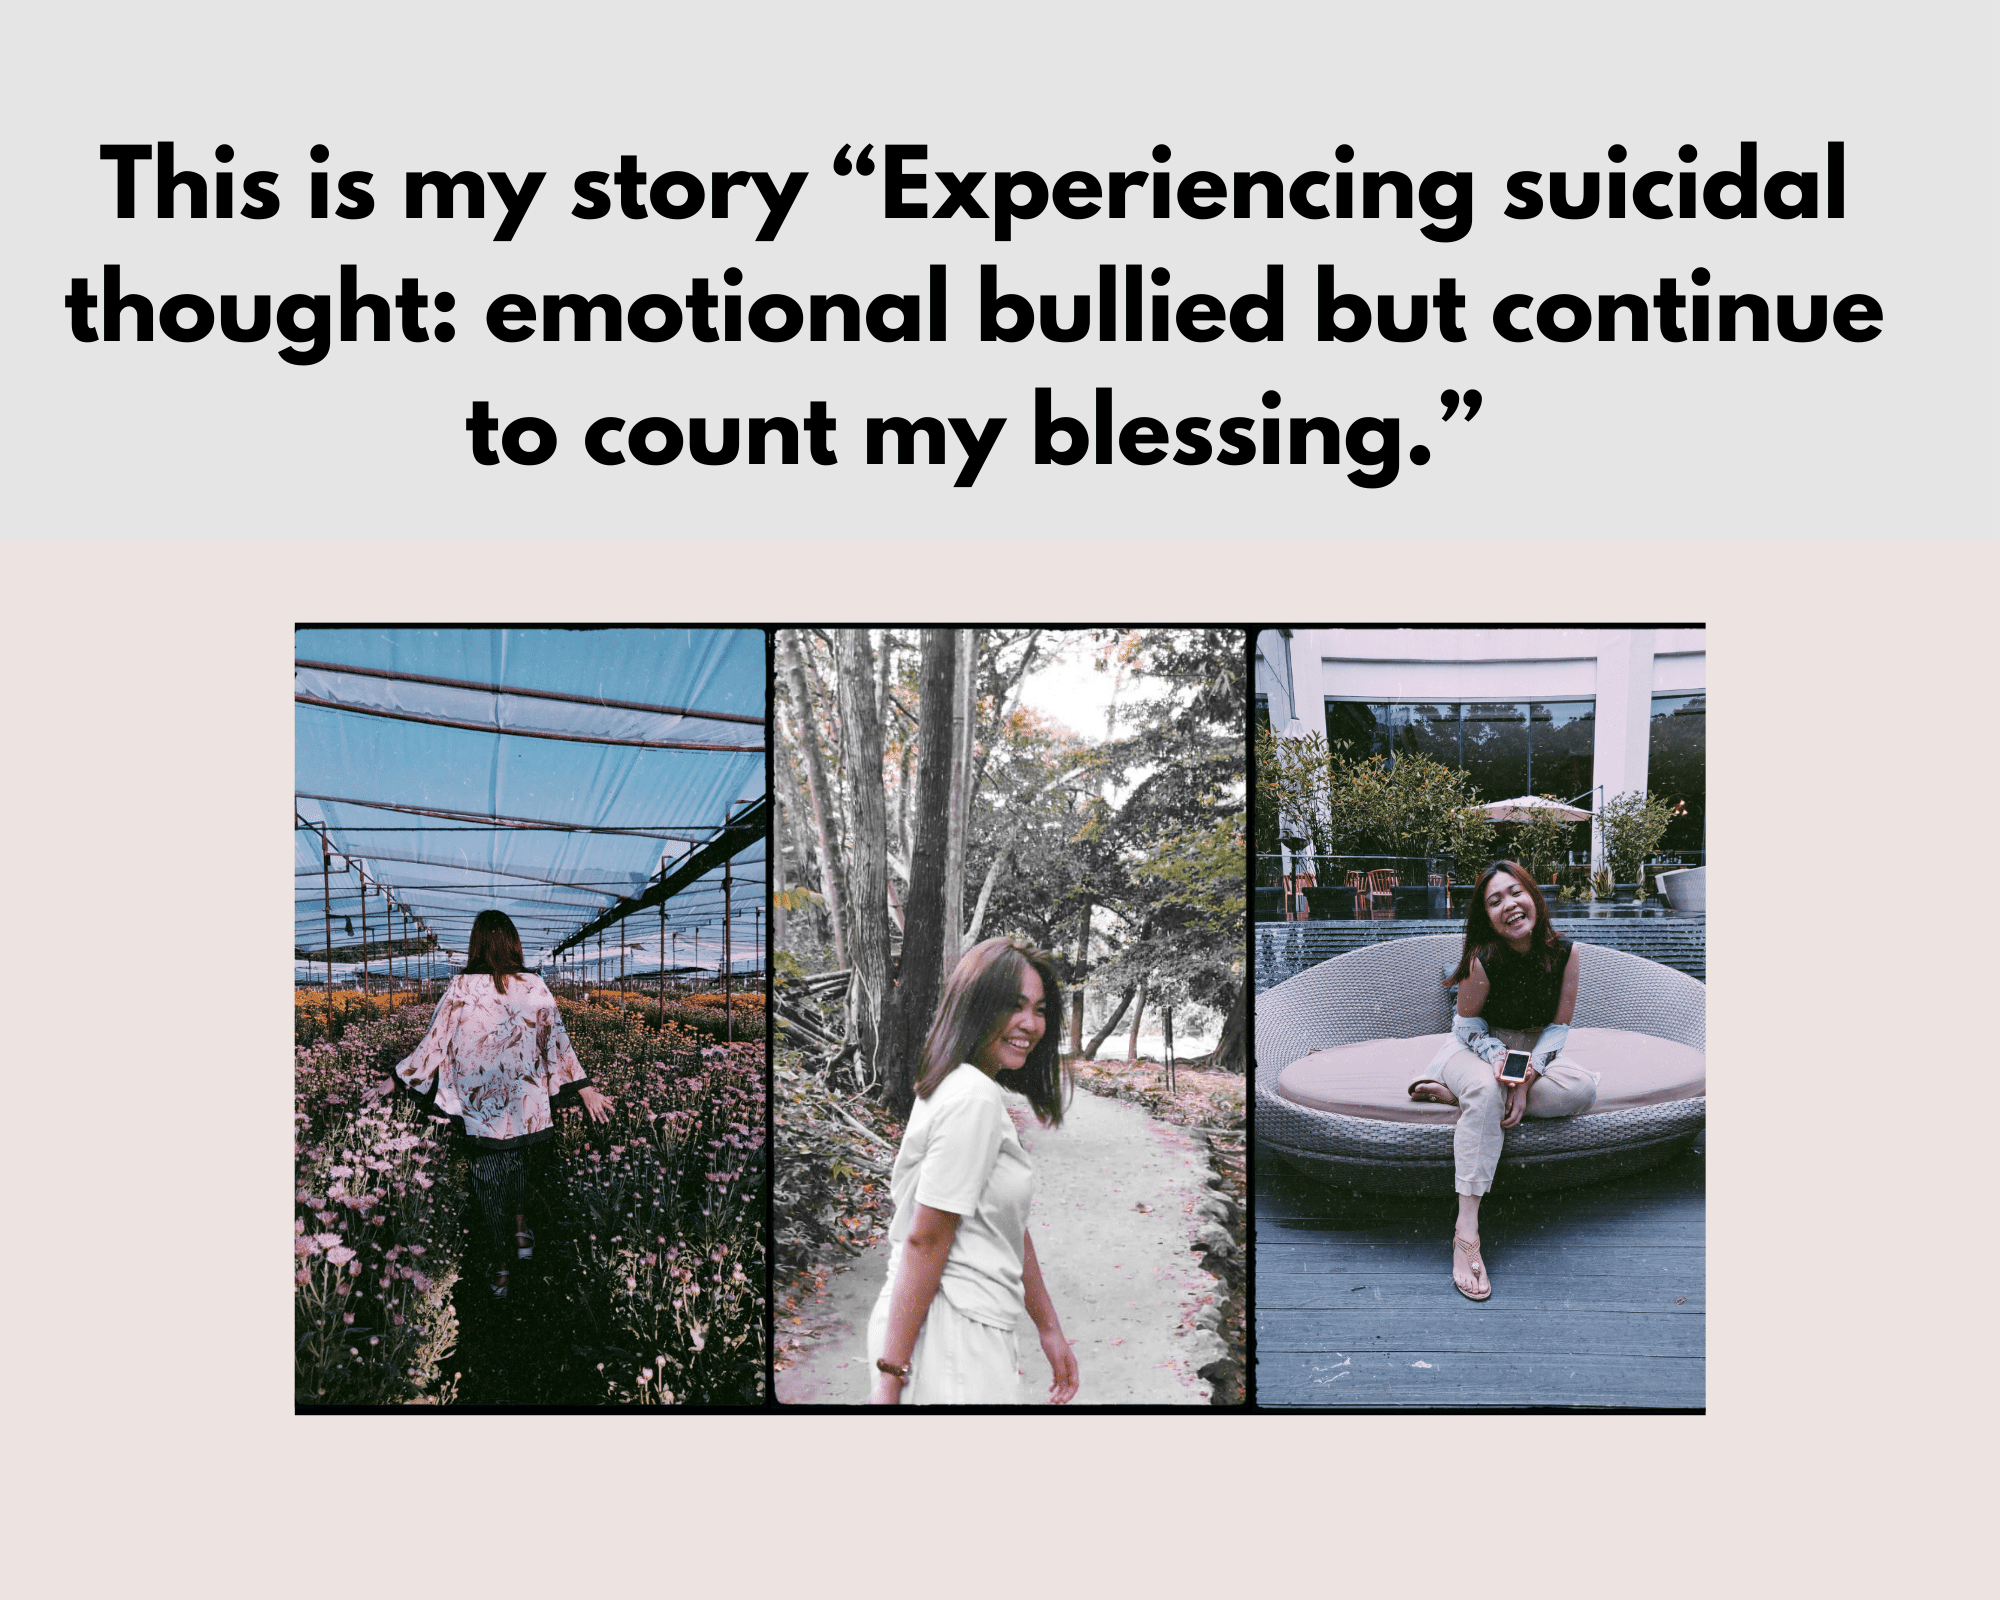 This is my story “Experiencing suicidal
thought: emotional bullied but continue
to count my blessing.”